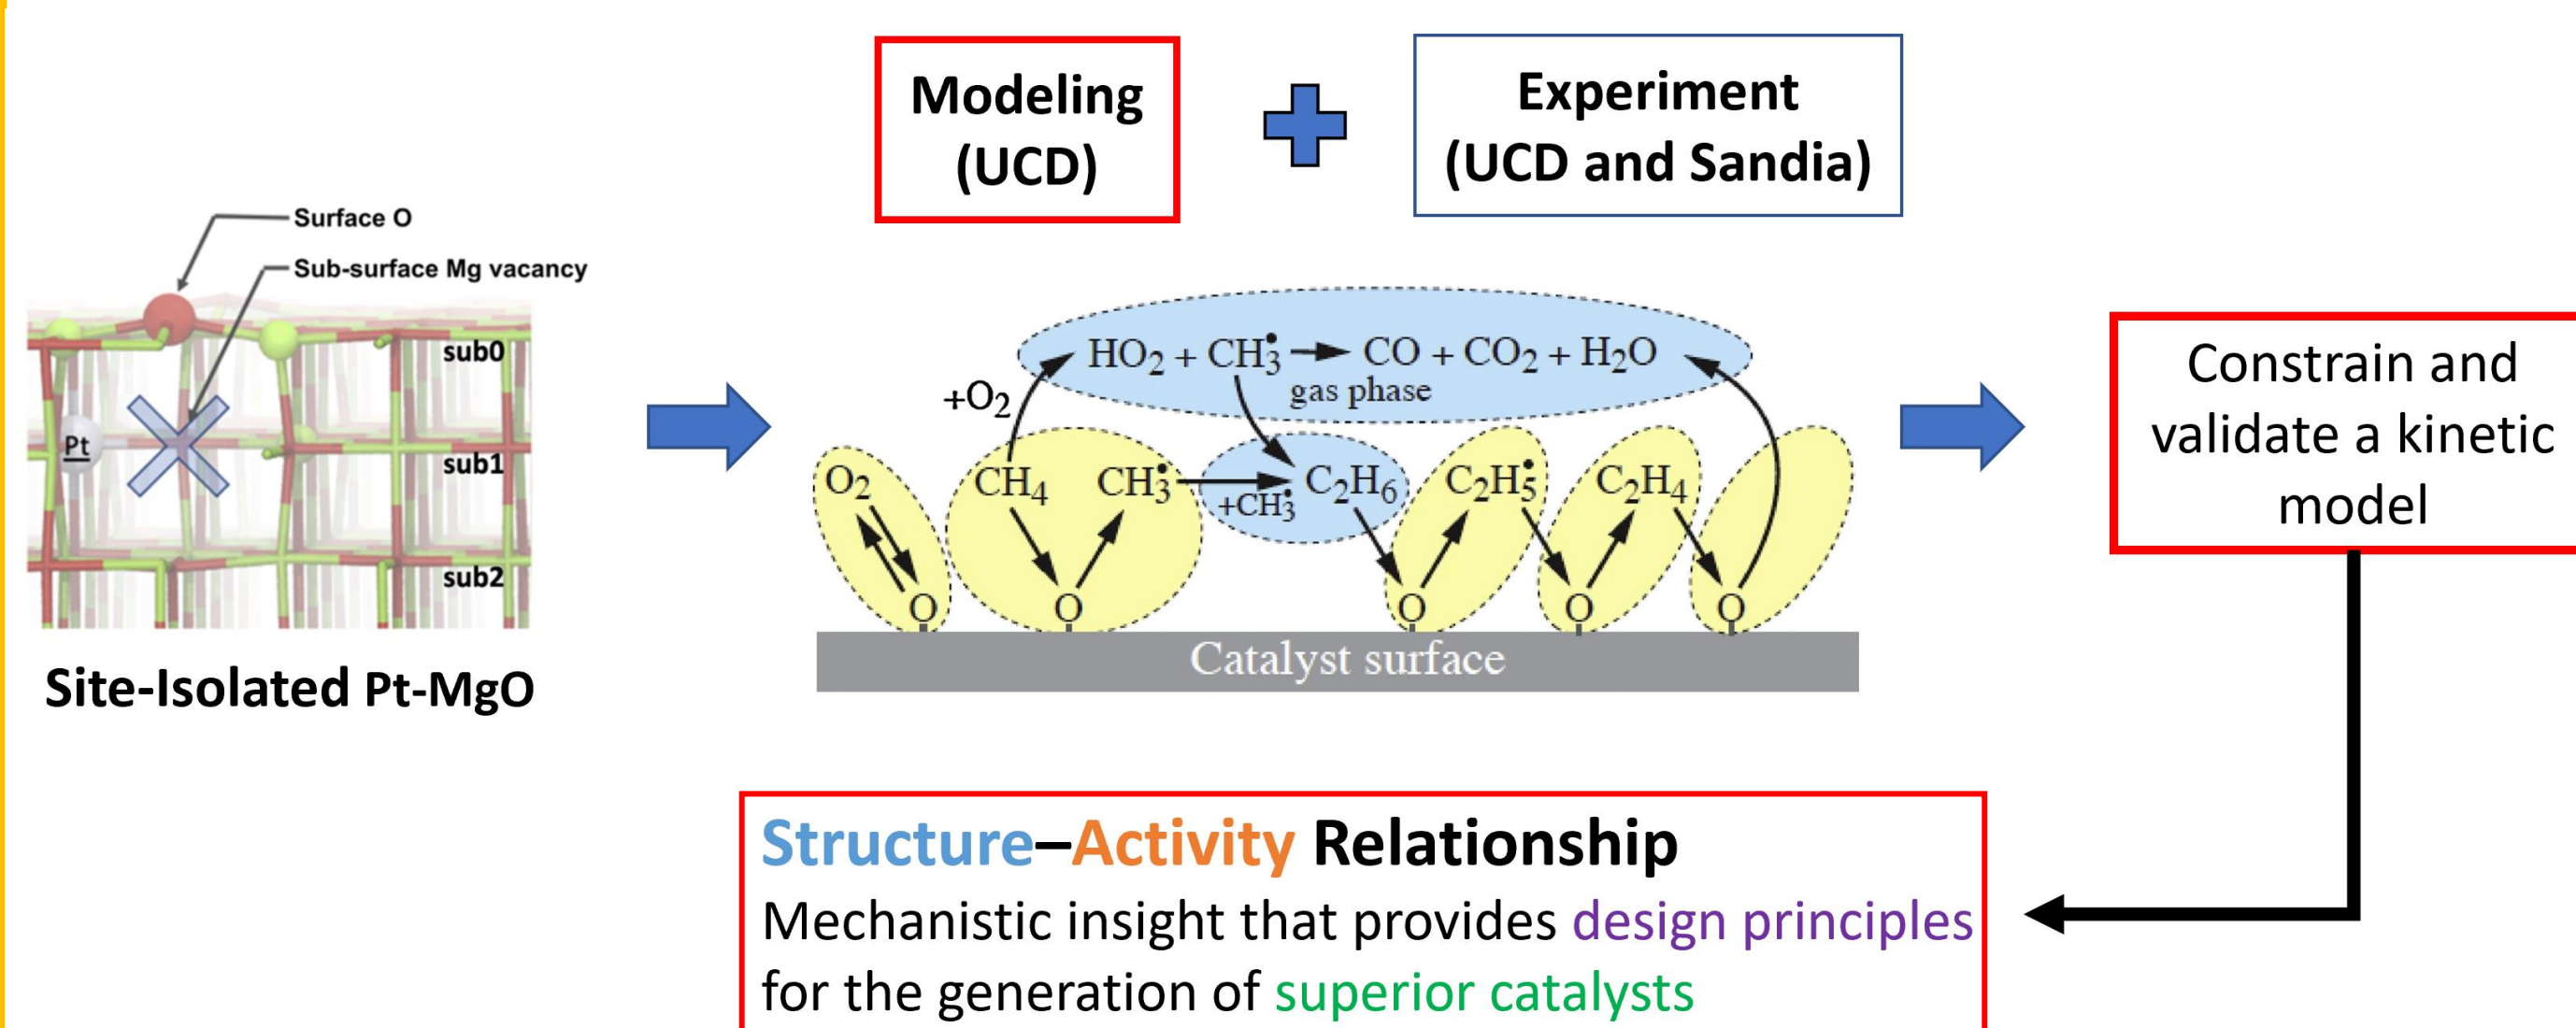 Modeling
(UCD)
Experiment
(UCD and Sandia)
Surface O
Sub-surface Mg vacancy
sub0
Pt
sub1
sub2
Site-Isolated Pt-MgO
HO₂ + CH₃• → CO + CO₂ + H₂O
gas phase
+O₂
O₂
CH₄
CH₃•
+CH₃•
C₂H₆
C₂H₅•
C₂H₄
O
O
O
O
O
Catalyst surface
Constrain and
validate a kinetic
model
Structure–Activity Relationship
Mechanistic insight that provides design principles
for the generation of superior catalysts